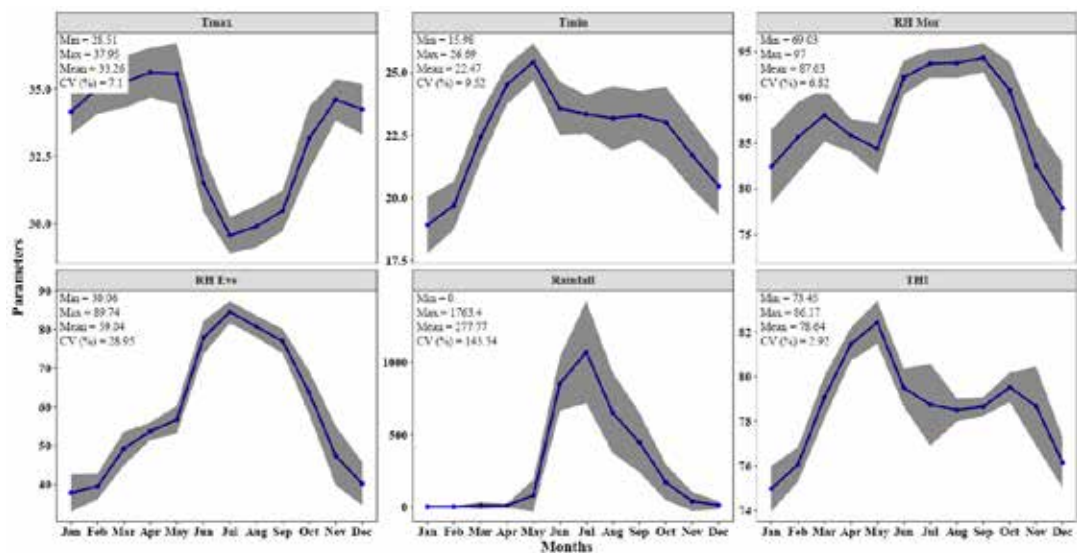 Tmax
Min = 28.51
Max = 37.95
Mean = 33.26
CV (%) = 7.1
35.0
32.5
30.0
Tmin
Min = 15.98
Max = 26.69
Mean = 22.47
CV (%) = 9.52
25.0
22.5
20.0
17.5
RH Mor
Min = 69.03
Max = 97
Mean = 87.63
CV (%) = 6.82
95
90
85
80
75
Parameters
RH Eve
Max = 89.74
Mean = 59.04
CV (%) = 28.95
90
80
70
60
50
40
Jan Feb Mar Apr May Jun Jul Aug Sep Oct Nov Dec
Rainfall
Min = 0
Max = 1763.4
Mean = 277.77
1000
500
0
Jan Feb Mar Apr May Jun Jul Aug Sep Oct Nov Dec
THI
Min = 73.45
Max = 86.17
Mean = 78.64
CV (%) = 2.92
82
80
78
76
74
Jan Feb Mar Apr May Jun Jul Aug Sep Oct Nov Dec
Months